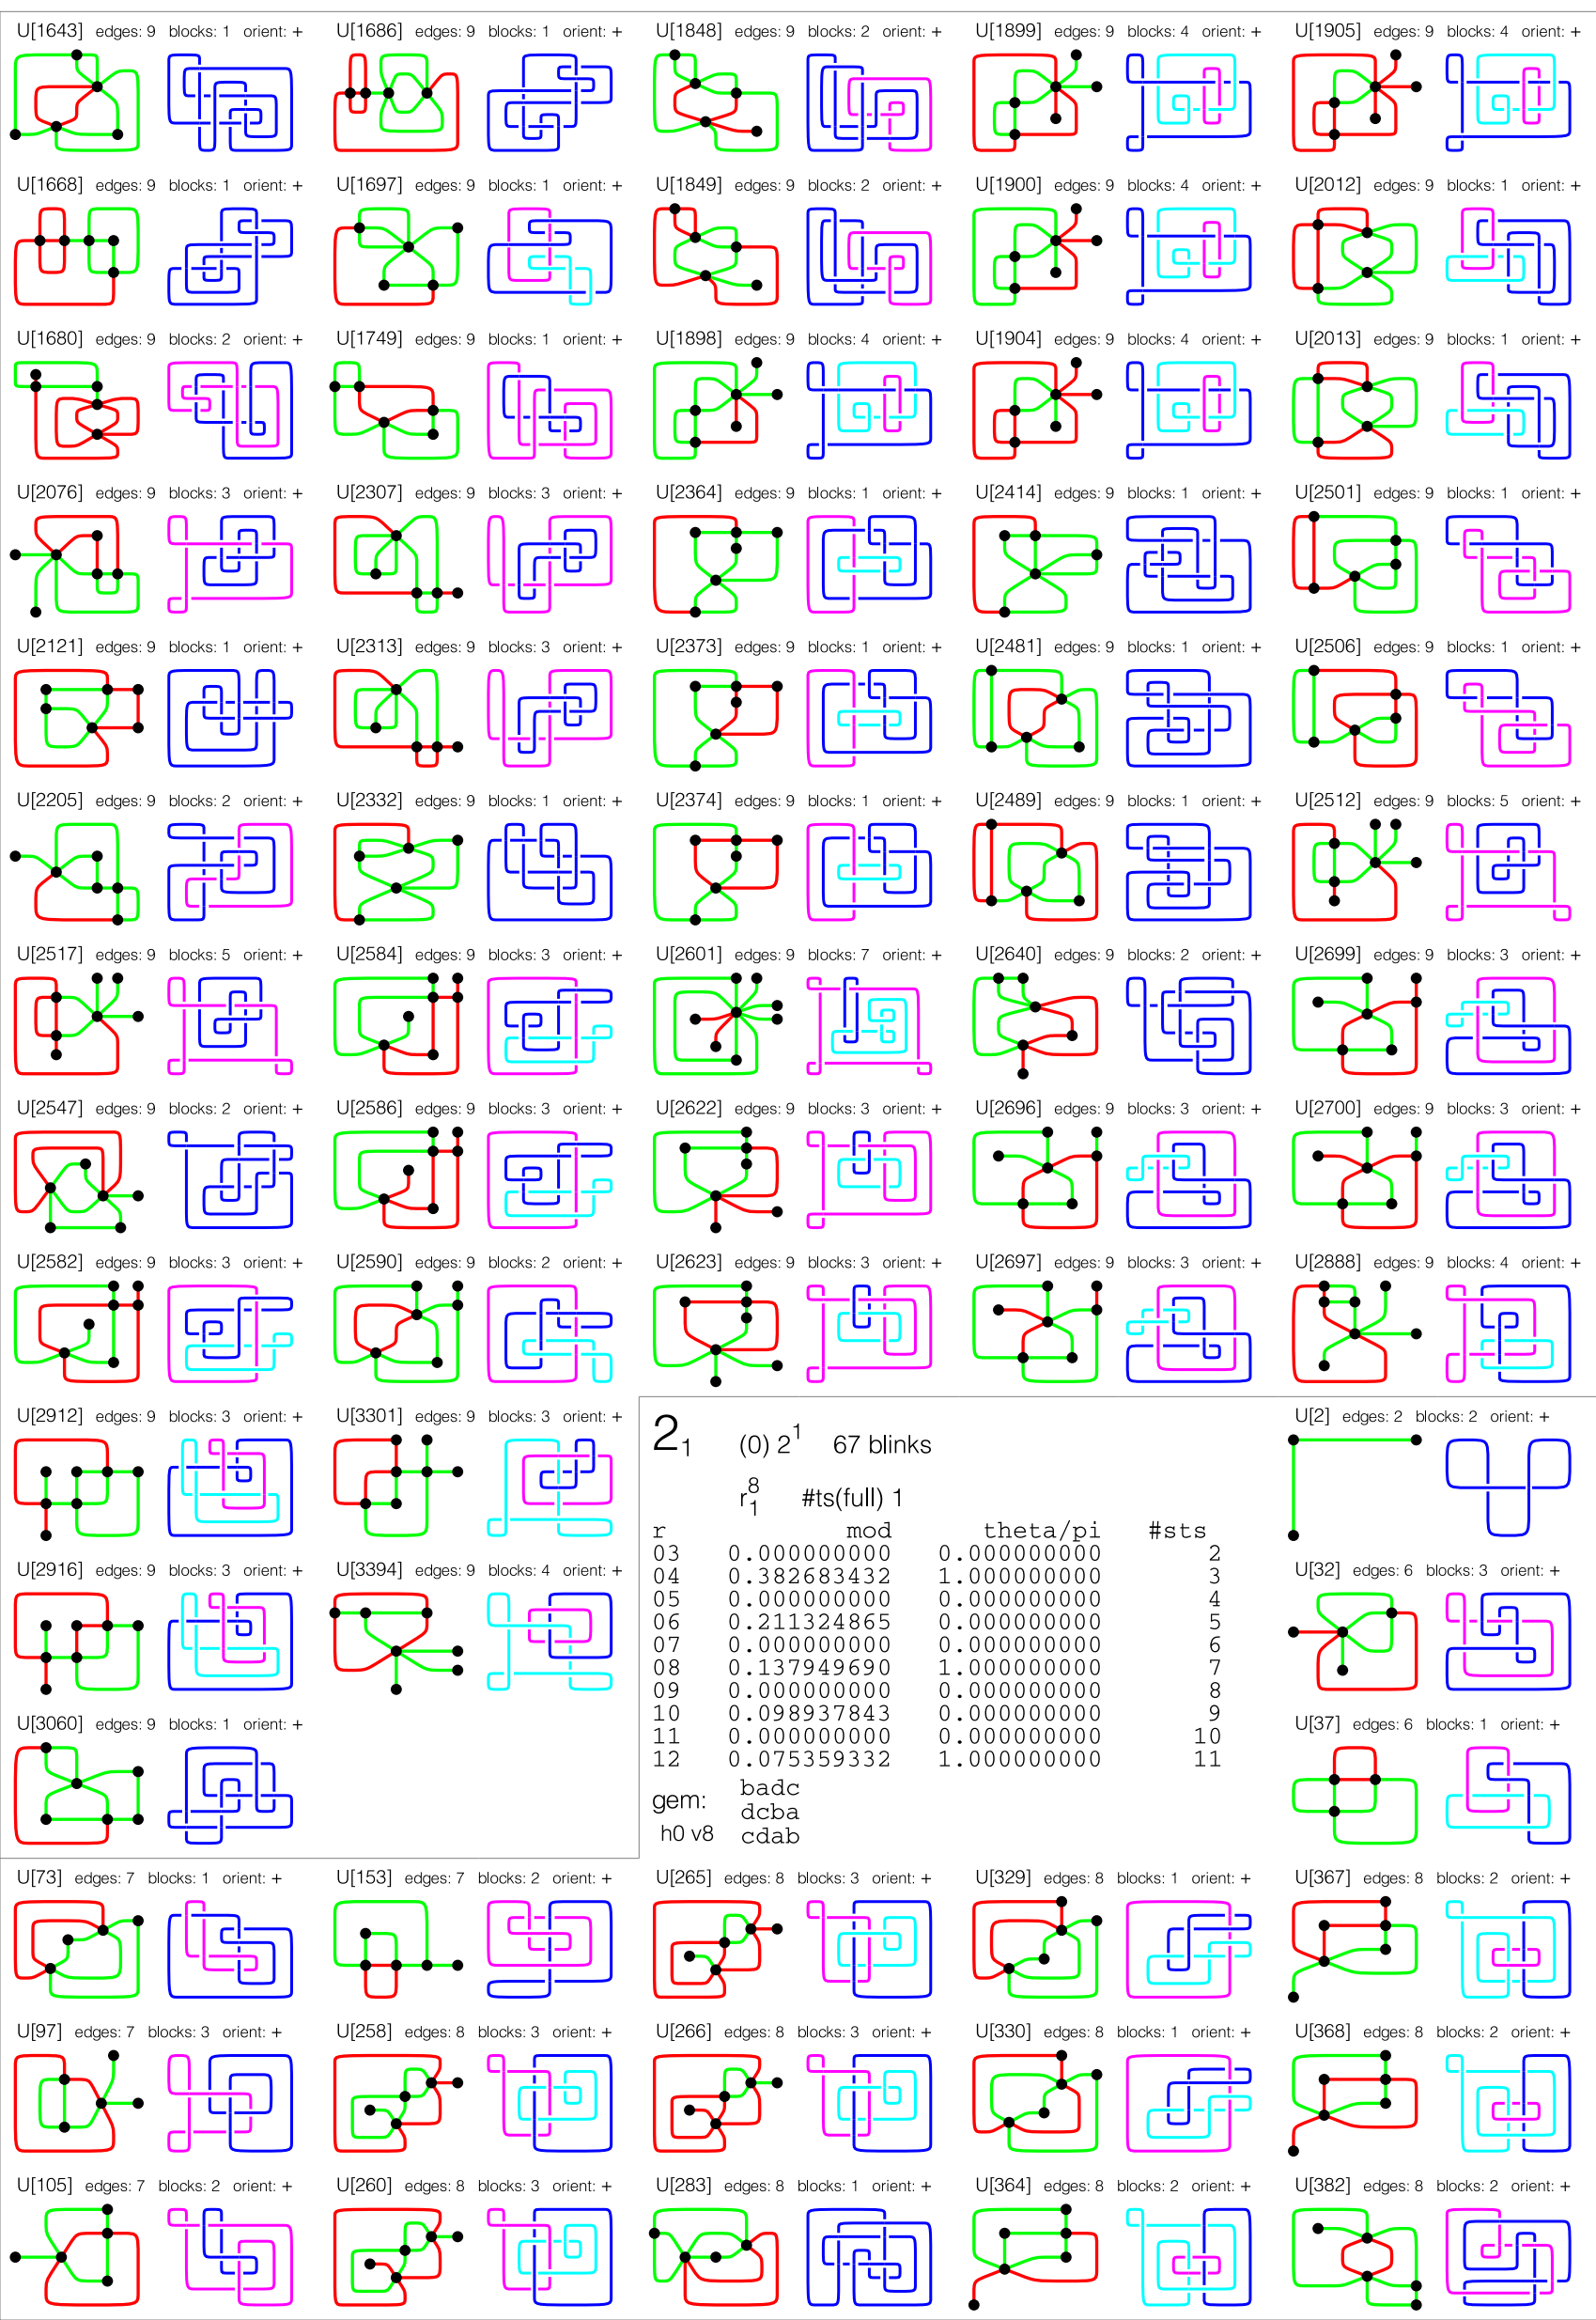 U[1643] edges: 9 blocks: 1 orient: +
U[1686] edges: 9 blocks: 1 orient: +
U[1848] edges: 9 blocks: 2 orient: +
U[1899] edges: 9 blocks: 4 orient: +
U[1905] edges: 9 blocks: 4 orient: +
U[1668] edges: 9 blocks: 1 orient: +
U[1697] edges: 9 blocks: 1 orient: +
U[1849] edges: 9 blocks: 2 orient: +
U[1900] edges: 9 blocks: 4 orient: +
U[2012] edges: 9 blocks: 1 orient: +
U[1680] edges: 9 blocks: 2 orient: +
U[1749] edges: 9 blocks: 1 orient: +
U[1898] edges: 9 blocks: 4 orient: +
U[1904] edges: 9 blocks: 4 orient: +
U[2013] edges: 9 blocks: 1 orient: +
U[2076] edges: 9 blocks: 3 orient: +
U[2307] edges: 9 blocks: 3 orient: +
U[2364] edges: 9 blocks: 1 orient: +
U[2414] edges: 9 blocks: 1 orient: +
U[2501] edges: 9 blocks: 1 orient: +
U[2121] edges: 9 blocks: 1 orient: +
U[2313] edges: 9 blocks: 3 orient: +
U[2373] edges: 9 blocks: 1 orient: +
U[2481] edges: 9 blocks: 1 orient: +
U[2506] edges: 9 blocks: 1 orient: +
U[2205] edges: 9 blocks: 2 orient: +
U[2332] edges: 9 blocks: 1 orient: +
U[2374] edges: 9 blocks: 1 orient: +
U[2489] edges: 9 blocks: 1 orient: +
U[2512] edges: 9 blocks: 5 orient: +
U[2517] edges: 9 blocks: 5 orient: +
U[2584] edges: 9 blocks: 3 orient: +
U[2601] edges: 9 blocks: 7 orient: +
U[2640] edges: 9 blocks: 2 orient: +
U[2699] edges: 9 blocks: 3 orient: +
U[2547] edges: 9 blocks: 2 orient: +
U[2586] edges: 9 blocks: 3 orient: +
U[2622] edges: 9 blocks: 3 orient: +
U[2696] edges: 9 blocks: 3 orient: +
U[2700] edges: 9 blocks: 3 orient: +
U[2582] edges: 9 blocks: 3 orient: +
U[2590] edges: 9 blocks: 2 orient: +
U[2623] edges: 9 blocks: 3 orient: +
U[2697] edges: 9 blocks: 3 orient: +
U[2888] edges: 9 blocks: 4 orient: +
U[2912] edges: 9 blocks: 3 orient: +
U[3301] edges: 9 blocks: 3 orient: +
U[2916] edges: 9 blocks: 3 orient: +
U[3394] edges: 9 blocks: 4 orient: +
U[3060] edges: 9 blocks: 1 orient: +
2₁ (0) 2¹ 67 blinks
r₁⁸ #ts(full) 1
r mod theta/pi #sts
03 0.000000000 0.000000000 2
04 0.382683432 1.000000000 3
05 0.000000000 0.000000000 4
06 0.211324865 0.000000000 5
07 0.000000000 0.000000000 6
08 0.137949690 1.000000000 7
09 0.000000000 0.000000000 8
10 0.098937843 0.000000000 9
11 0.000000000 0.000000000 10
12 0.075359332 1.000000000 11
gem: badc
dcba
h0 v8 cdab
U[2] edges: 2 blocks: 2 orient: +
U[32] edges: 6 blocks: 3 orient: +
U[37] edges: 6 blocks: 1 orient: +
U[73] edges: 7 blocks: 1 orient: +
U[153] edges: 7 blocks: 2 orient: +
U[265] edges: 8 blocks: 3 orient: +
U[329] edges: 8 blocks: 1 orient: +
U[367] edges: 8 blocks: 2 orient: +
U[97] edges: 7 blocks: 3 orient: +
U[258] edges: 8 blocks: 3 orient: +
U[266] edges: 8 blocks: 3 orient: +
U[330] edges: 8 blocks: 1 orient: +
U[368] edges: 8 blocks: 2 orient: +
U[105] edges: 7 blocks: 2 orient: +
U[260] edges: 8 blocks: 3 orient: +
U[283] edges: 8 blocks: 1 orient: +
U[364] edges: 8 blocks: 2 orient: +
U[382] edges: 8 blocks: 2 orient: +